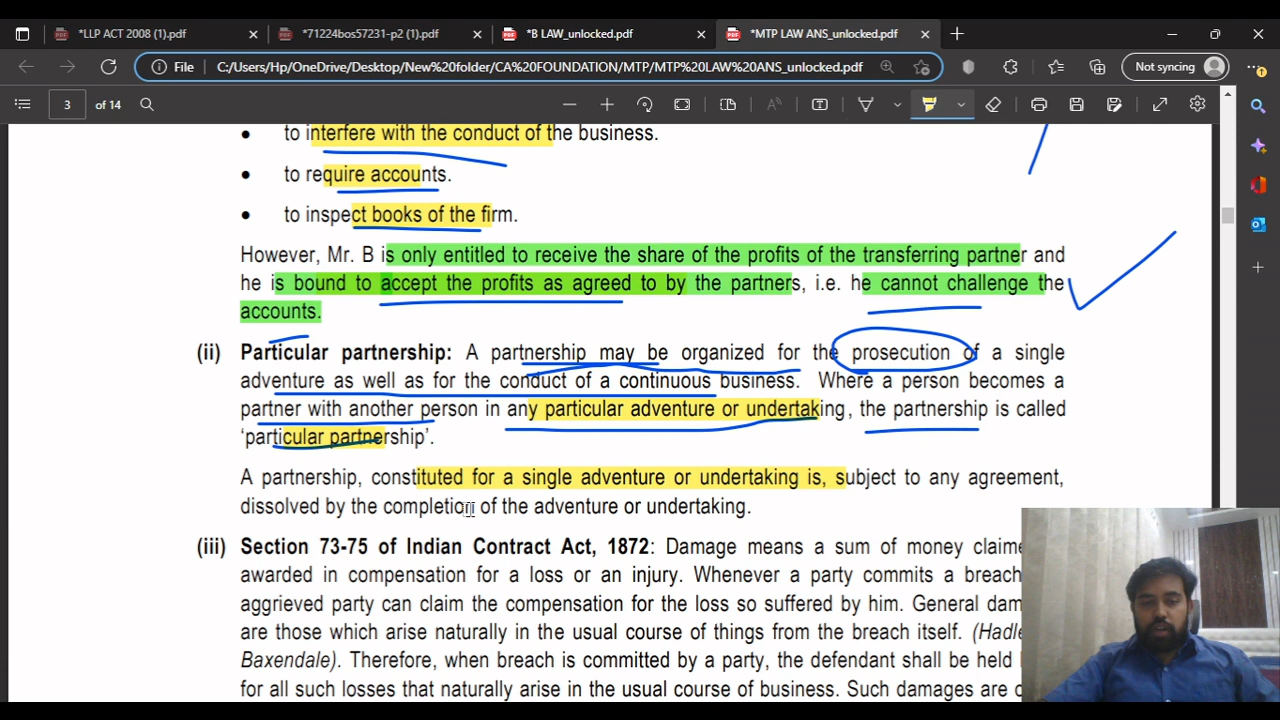 *LLP ACT 2008 (1).pdf
*71224bos57231-p2 (1).pdf
*B LAW_unlocked.pdf
*MTP LAW ANS_unlocked.pdf
File
C:/Users/Hp/OneDrive/Desktop/New%20folder/CA%20FOUNDATION/MTP/MTP%20LAW%20ANS_unlocked.pdf
Not syncing
3 of 14
• to interfere with the conduct of the business.
• to require accounts.
• to inspect books of the firm.
However, Mr. B is only entitled to receive the share of the profits of the transferring partner and
he is bound to accept the profits as agreed to by the partners, i.e. he cannot challenge the
accounts.
(ii) Particular partnership: A partnership may be organized for the prosecution of a single
adventure as well as for the conduct of a continuous business. Where a person becomes a
partner with another person in any particular adventure or undertaking, the partnership is called
‘particular partnership’.
A partnership, constituted for a single adventure or undertaking is, subject to any agreement,
dissolved by the completion of the adventure or undertaking.
(iii) Section 73-75 of Indian Contract Act, 1872: Damage means a sum of money claime
awarded in compensation for a loss or an injury. Whenever a party commits a breach
aggrieved party can claim the compensation for the loss so suffered by him. General dam
are those which arise naturally in the usual course of things from the breach itself. (Hadle
Baxendale). Therefore, when breach is committed by a party, the defendant shall be held
for all such losses that naturally arise in the usual course of business. Such damages are